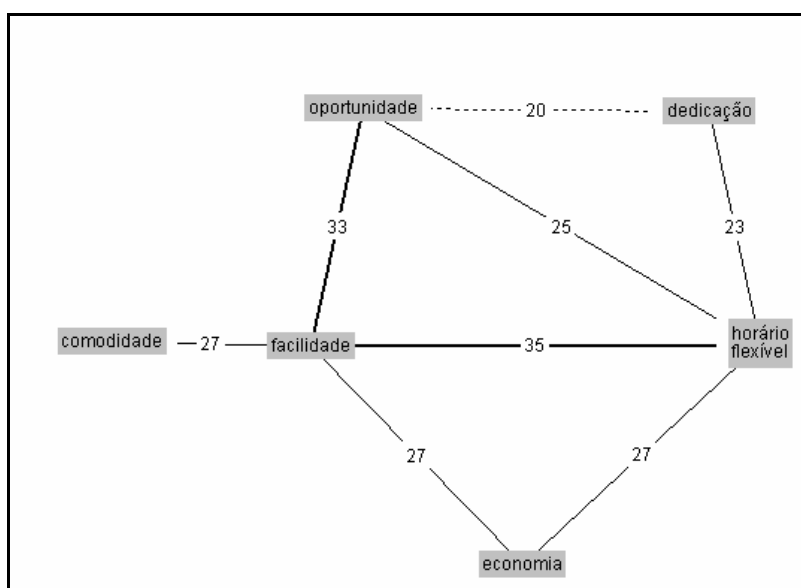 oportunidade
20
dedicação
33
25
23
comodidade
27
facilidade
35
horário
flexível
27
27
economia